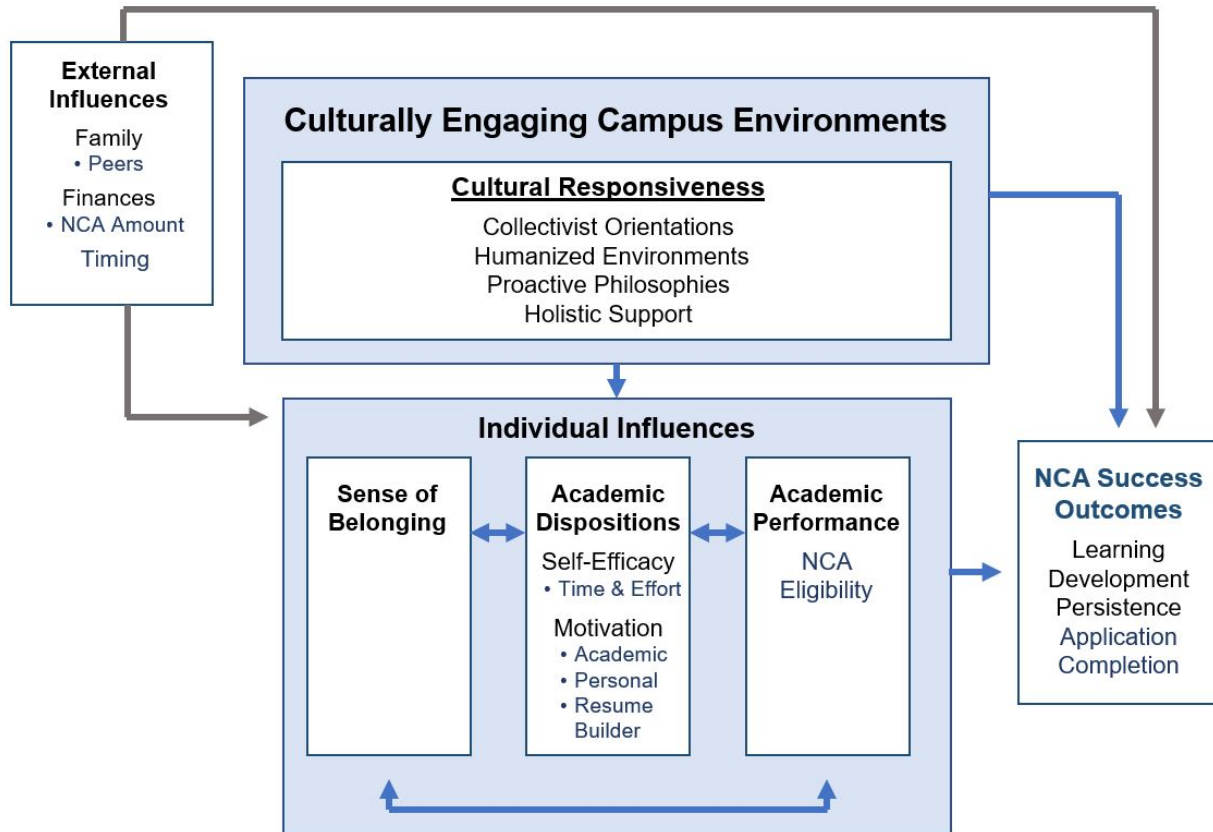 External
Influences
Family
• Peers
Finances
• NCA Amount
Timing
Culturally Engaging Campus Environments
Cultural Responsiveness
Collectivist Orientations
Humanized Environments
Proactive Philosophies
Holistic Support
Individual Influences
Sense of
Belonging
Academic
Dispositions
Self-Efficacy
• Time & Effort
Motivation
• Academic
• Personal
• Resume
Builder
Academic
Performance
NCA
Eligibility
NCA Success
Outcomes
Learning
Development
Persistence
Application
Completion